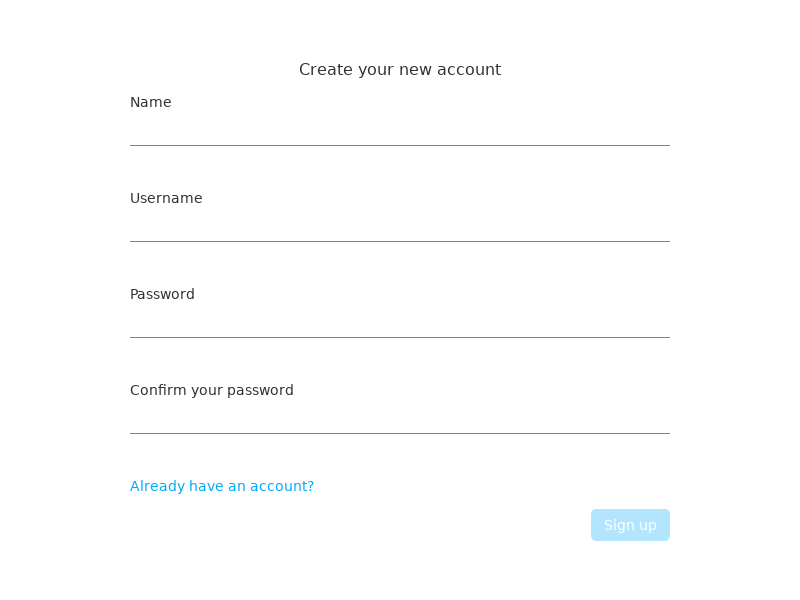 Create your new account
Name
Username
Password
Confirm your password
Already have an account?
Sign up